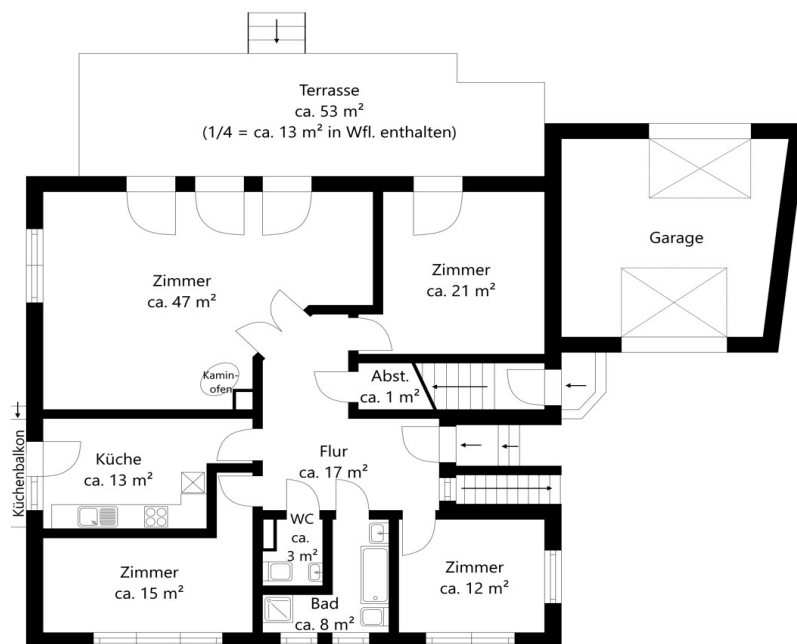 Terrasse
ca. 53 m²
(1/4 = ca. 13 m² in Wfl. enthalten)
Garage
Zimmer
ca. 47 m²
Zimmer
ca. 21 m²
Kamin-
ofen
Abst.
ca. 1 m²
Küchenbalkon
Küche
ca. 13 m²
Flur
ca. 17 m²
WC
ca.
3 m²
Zimmer
ca. 15 m²
Bad
ca. 8 m²
Zimmer
ca. 12 m²